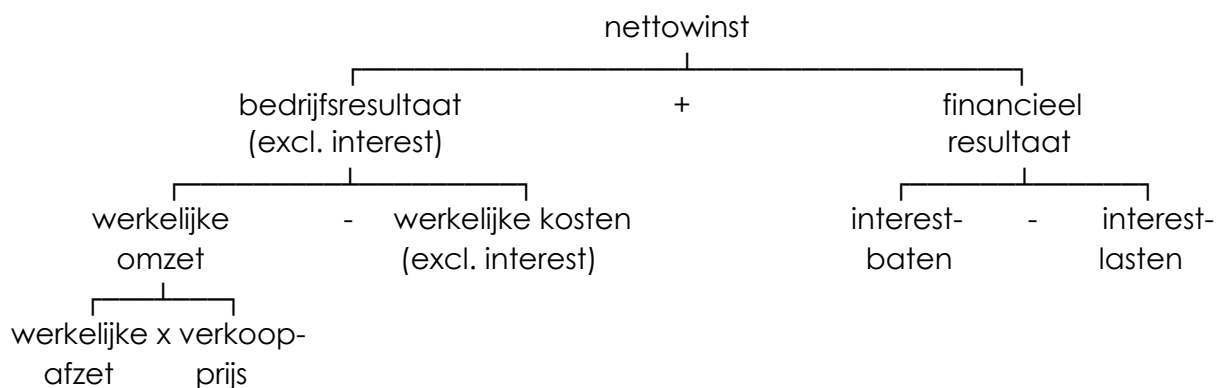 nettowinst
bedrijfsresultaat + financieel
(excl. interest) resultaat
werkelijke - werkelijke kosten interest- - interest-
omzet (excl. interest) baten lasten
werkelijke x verkoop-
afzet prijs